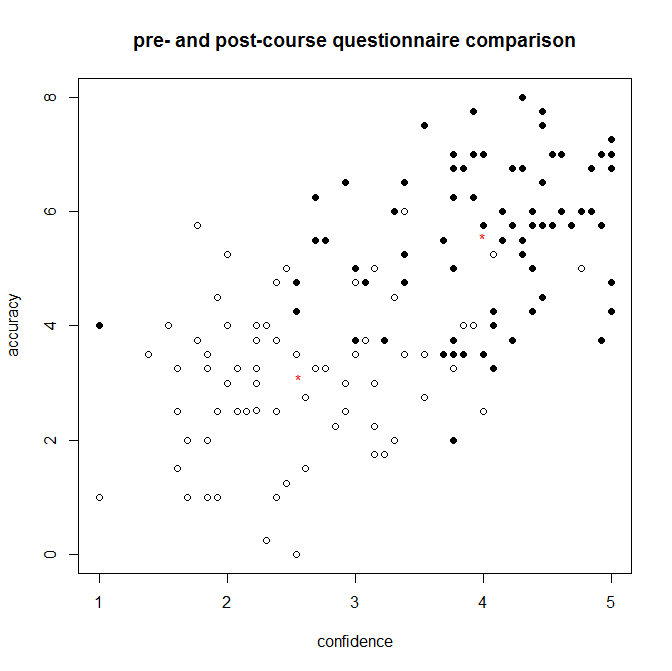 pre- and post-course questionnaire comparison
8
6
4
2
0
accuracy
*
*
1 2 3 4 5
confidence